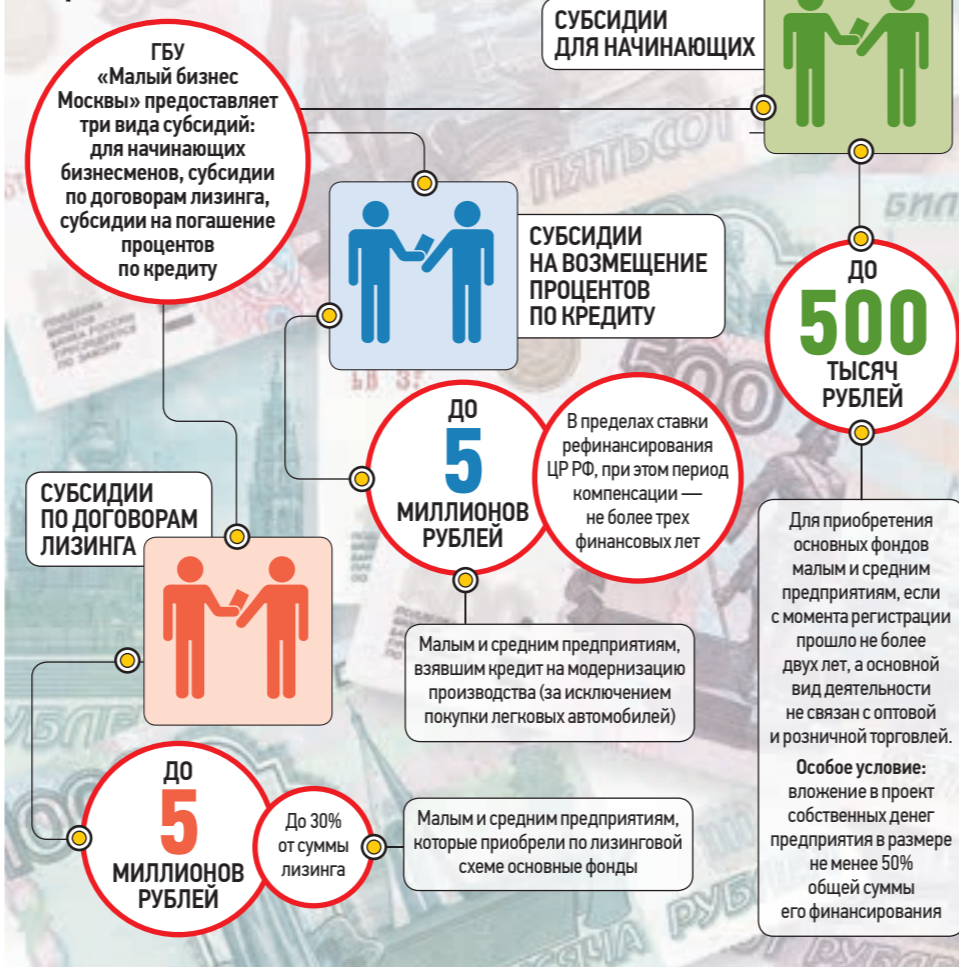 ГБУ
«Малый бизнес
Москвы» предоставляет
три вида субсидий:
для начинающих
бизнесменов, субсидии
по договорам лизинга,
субсидии на погашение
процентов
по кредиту
СУБСИДИИ
ДЛЯ НАЧИНАЮЩИХ
ДО
500
ТЫСЯЧ
РУБЛЕЙ
Для приобретения
основных фондов
малым и средним
предприятиям, если
с момента регистрации
прошло не более
двух лет, а основной
вид деятельности
не связан с оптовой
и розничной торговлей.
Особое условие:
вложение в проект
собственных денег
предприятия в размере
не менее 50%
общей суммы
его финансирования
СУБСИДИИ
НА ВОЗМЕЩЕНИЕ
ПРОЦЕНТОВ
ПО КРЕДИТУ
ДО
5
МИЛЛИОНОВ
РУБЛЕЙ
В пределах ставки
рефинансирования
ЦР РФ, при этом период
компенсации —
не более трех
финансовых лет
Малым и средним предприятиям,
взявшим кредит на модернизацию
производства (за исключением
покупки легковых автомобилей)
СУБСИДИИ
ПО ДОГОВОРАМ
ЛИЗИНГА
ДО
5
МИЛЛИОНОВ
РУБЛЕЙ
До 30%
от суммы
лизинга
Малым и средним предприятиям,
которые приобрели по лизинговой
схеме основные фонды
ПЯТЬСОТ
500